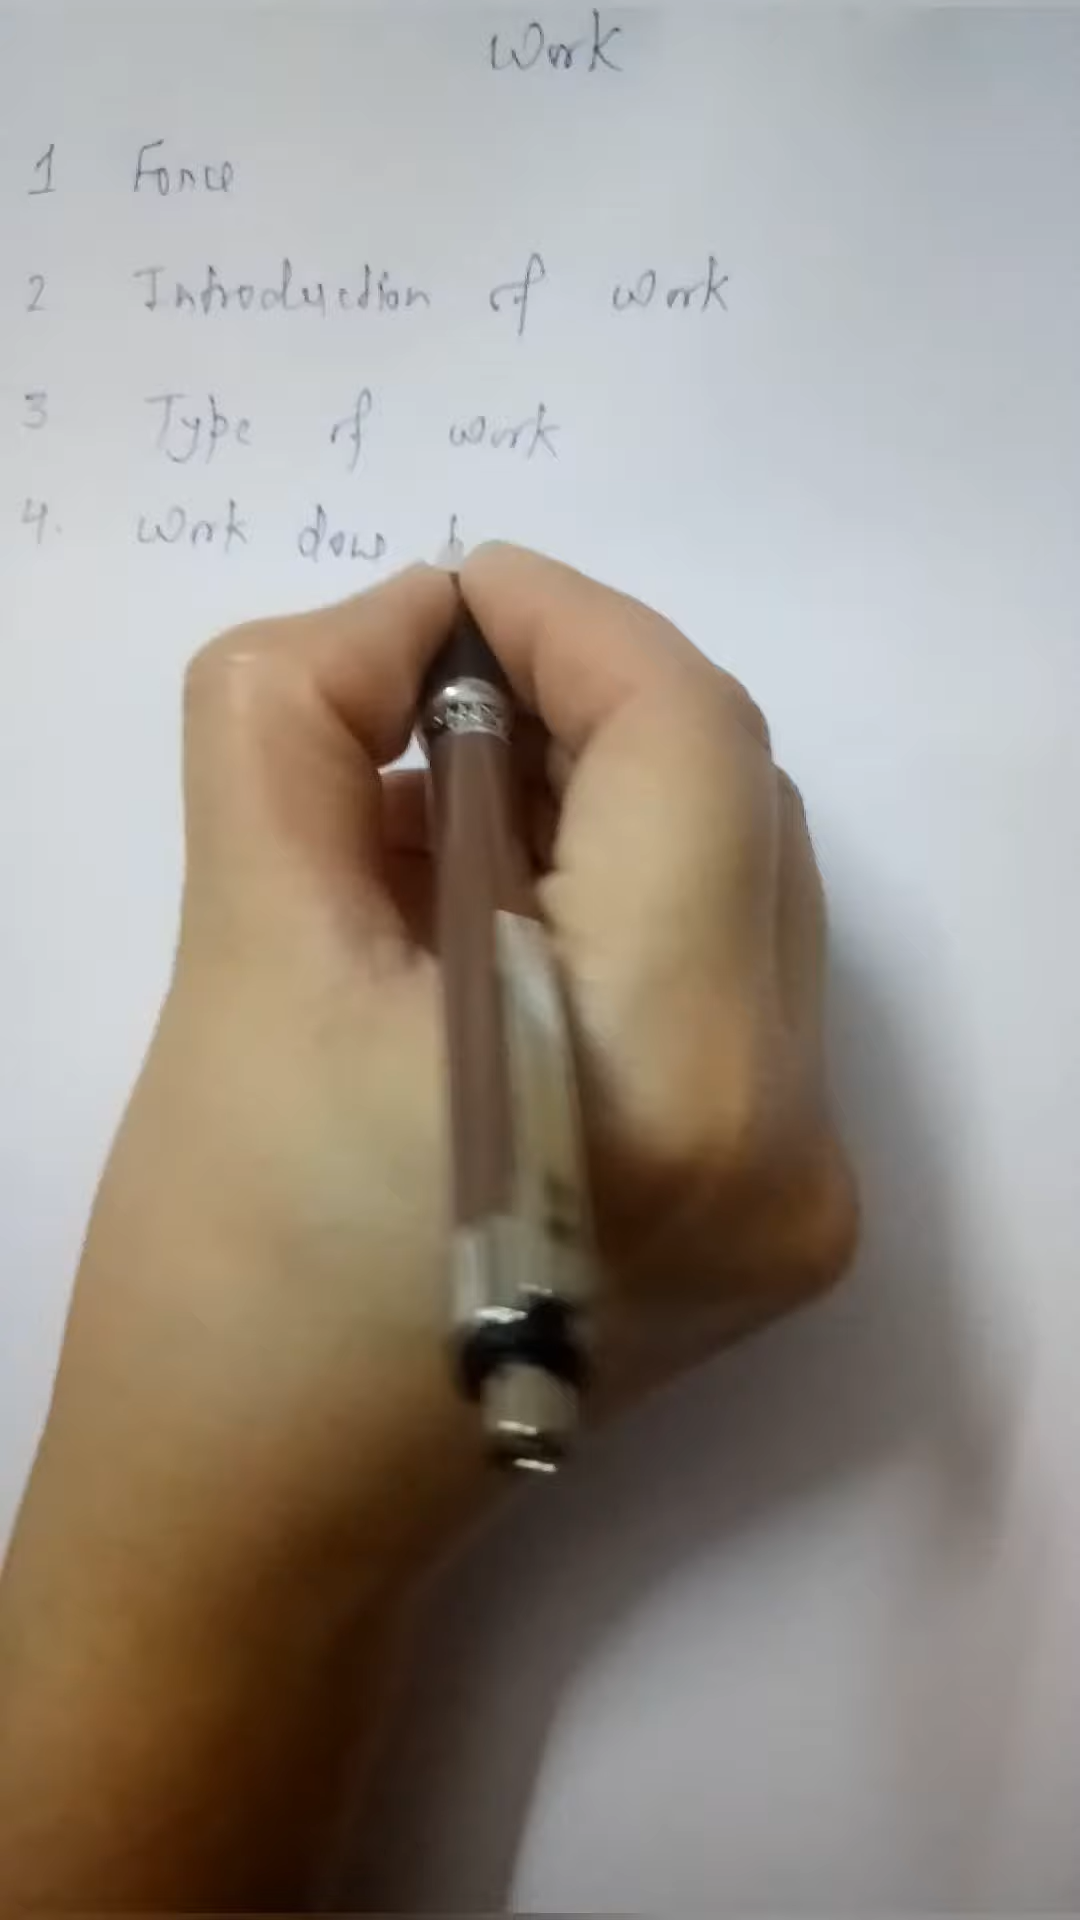 Work
1 Force
2 Introduction of work
3 Type of work
4. Work done